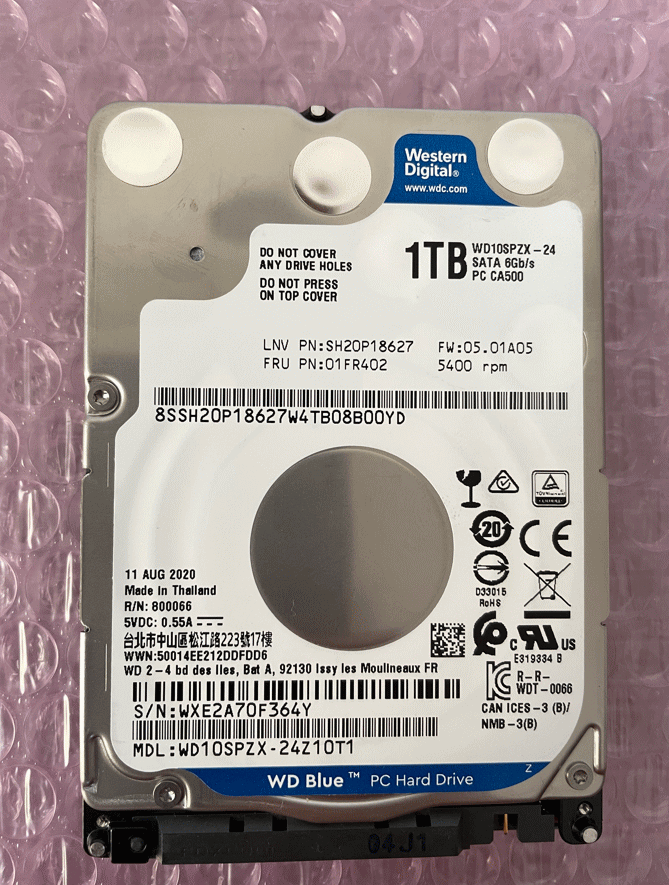 Western
Digital®
www.wdc.com
DO NOT COVER
ANY DRIVE HOLES
DO NOT PRESS
ON TOP COVER
1TB
WD10SPZX-24
SATA 6Gb/s
PC CA500
LNV PN:SH20P18627 FW:05.01A05
FRU PN:01FR402 5400 rpm
8SSH20P18627W4TB08B00YD
20
CE
11 AUG 2020
Made in Thailand
R/N: 800066
5VDC: 0.55A
台北市中山區松江路223號17樓
WWN:50014EE212DDFDD6
WD 2-4 bd des Iles, Bat A, 92130 Issy les Moulineaux FR
D33015
RoHS
C US
E319334 B
R-R-
WDT-0066
CAN ICES-3 (B)/
NMB-3(B)
S/N:WXE2A70F364Y
MDL:WD10SPZX-24Z10T1
WD Blue™ PC Hard Drive
Z
04J1